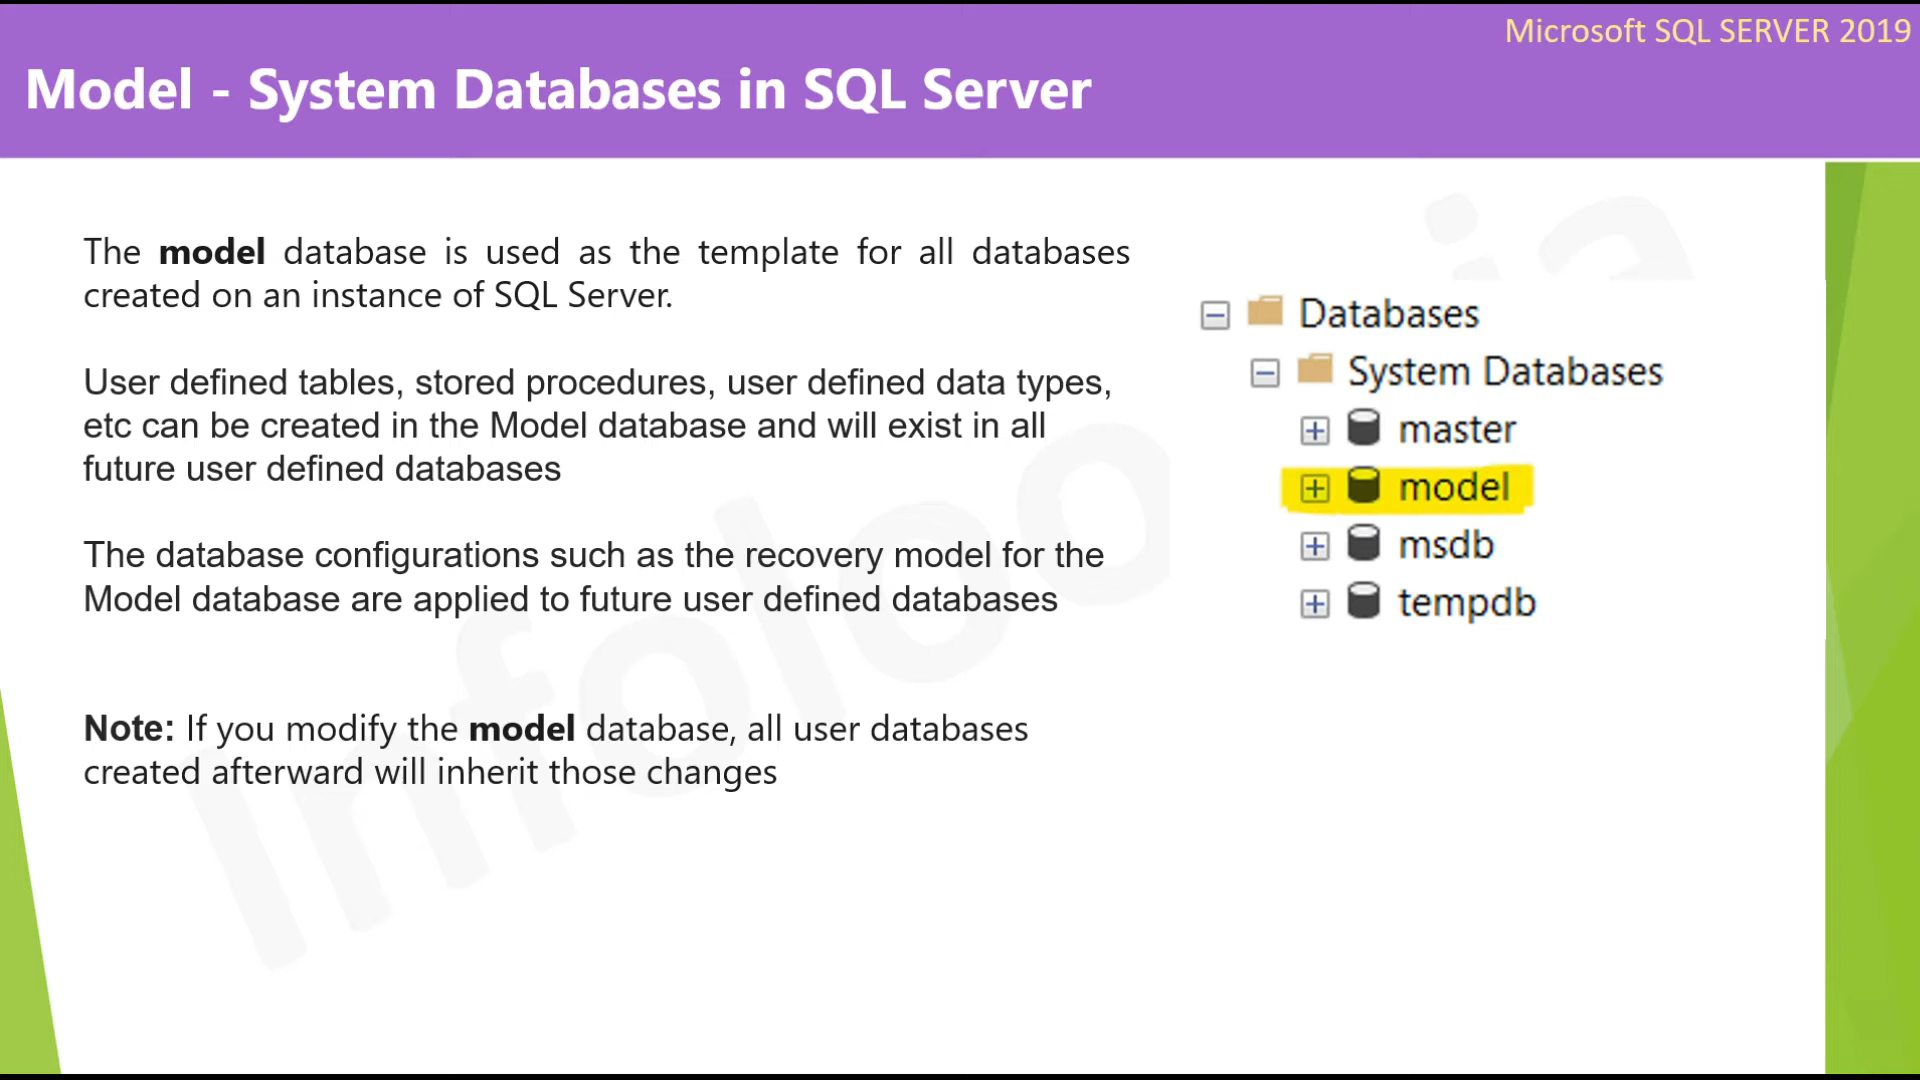 Microsoft SQL SERVER 2019
Model - System Databases in SQL Server
The model database is used as the template for all databases
created on an instance of SQL Server.
User defined tables, stored procedures, user defined data types,
etc can be created in the Model database and will exist in all
future user defined databases
The database configurations such as the recovery model for the
Model database are applied to future user defined databases
Note: If you modify the model database, all user databases
created afterward will inherit those changes
Databases
System Databases
master
model
msdb
tempdb